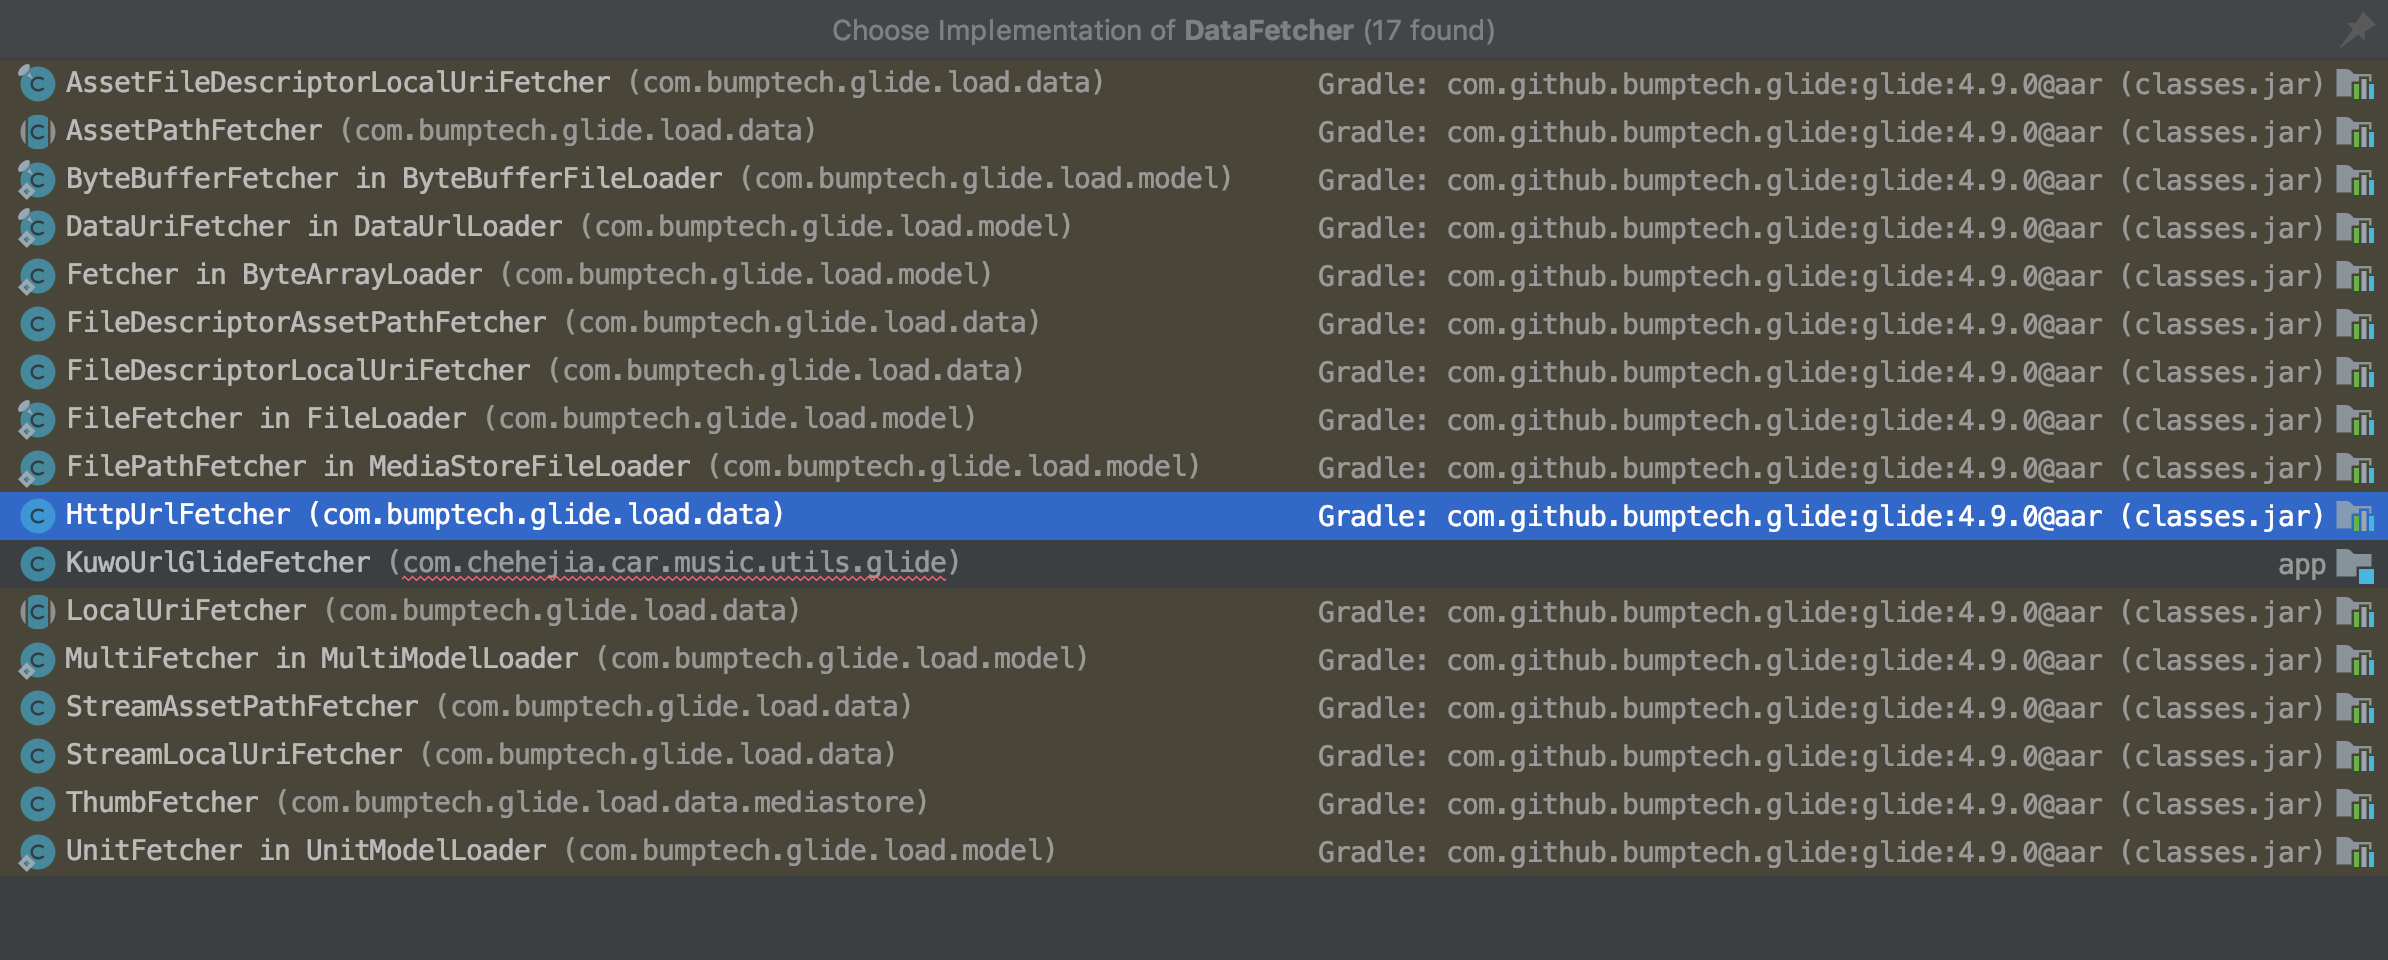 Choose Implementation of DataFetcher (17 found)
AssetFileDescriptorLocalUriFetcher (com.bumptech.glide.load.data) Gradle: com.github.bumptech.glide:glide:4.9.0@aar (classes.jar)
AssetPathFetcher (com.bumptech.glide.load.data) Gradle: com.github.bumptech.glide:glide:4.9.0@aar (classes.jar)
ByteBufferFetcher in ByteBufferFileLoader (com.bumptech.glide.load.model) Gradle: com.github.bumptech.glide:glide:4.9.0@aar (classes.jar)
DataUriFetcher in DataUrlLoader (com.bumptech.glide.load.model) Gradle: com.github.bumptech.glide:glide:4.9.0@aar (classes.jar)
Fetcher in ByteArrayLoader (com.bumptech.glide.load.model) Gradle: com.github.bumptech.glide:glide:4.9.0@aar (classes.jar)
FileDescriptorAssetPathFetcher (com.bumptech.glide.load.data) Gradle: com.github.bumptech.glide:glide:4.9.0@aar (classes.jar)
FileDescriptorLocalUriFetcher (com.bumptech.glide.load.data) Gradle: com.github.bumptech.glide:glide:4.9.0@aar (classes.jar)
FileFetcher in FileLoader (com.bumptech.glide.load.model) Gradle: com.github.bumptech.glide:glide:4.9.0@aar (classes.jar)
FilePathFetcher in MediaStoreFileLoader (com.bumptech.glide.load.model) Gradle: com.github.bumptech.glide:glide:4.9.0@aar (classes.jar)
HttpUrlFetcher (com.bumptech.glide.load.data) Gradle: com.github.bumptech.glide:glide:4.9.0@aar (classes.jar)
KuwoUrlGlideFetcher (com.chehejia.car.music.utils.glide) app
LocalUriFetcher (com.bumptech.glide.load.data) Gradle: com.github.bumptech.glide:glide:4.9.0@aar (classes.jar)
MultiFetcher in MultiModelLoader (com.bumptech.glide.load.model) Gradle: com.github.bumptech.glide:glide:4.9.0@aar (classes.jar)
StreamAssetPathFetcher (com.bumptech.glide.load.data) Gradle: com.github.bumptech.glide:glide:4.9.0@aar (classes.jar)
StreamLocalUriFetcher (com.bumptech.glide.load.data) Gradle: com.github.bumptech.glide:glide:4.9.0@aar (classes.jar)
ThumbFetcher (com.bumptech.glide.load.data.mediastore) Gradle: com.github.bumptech.glide:glide:4.9.0@aar (classes.jar)
UnitFetcher in UnitModelLoader (com.bumptech.glide.load.model) Gradle: com.github.bumptech.glide:glide:4.9.0@aar (classes.jar)